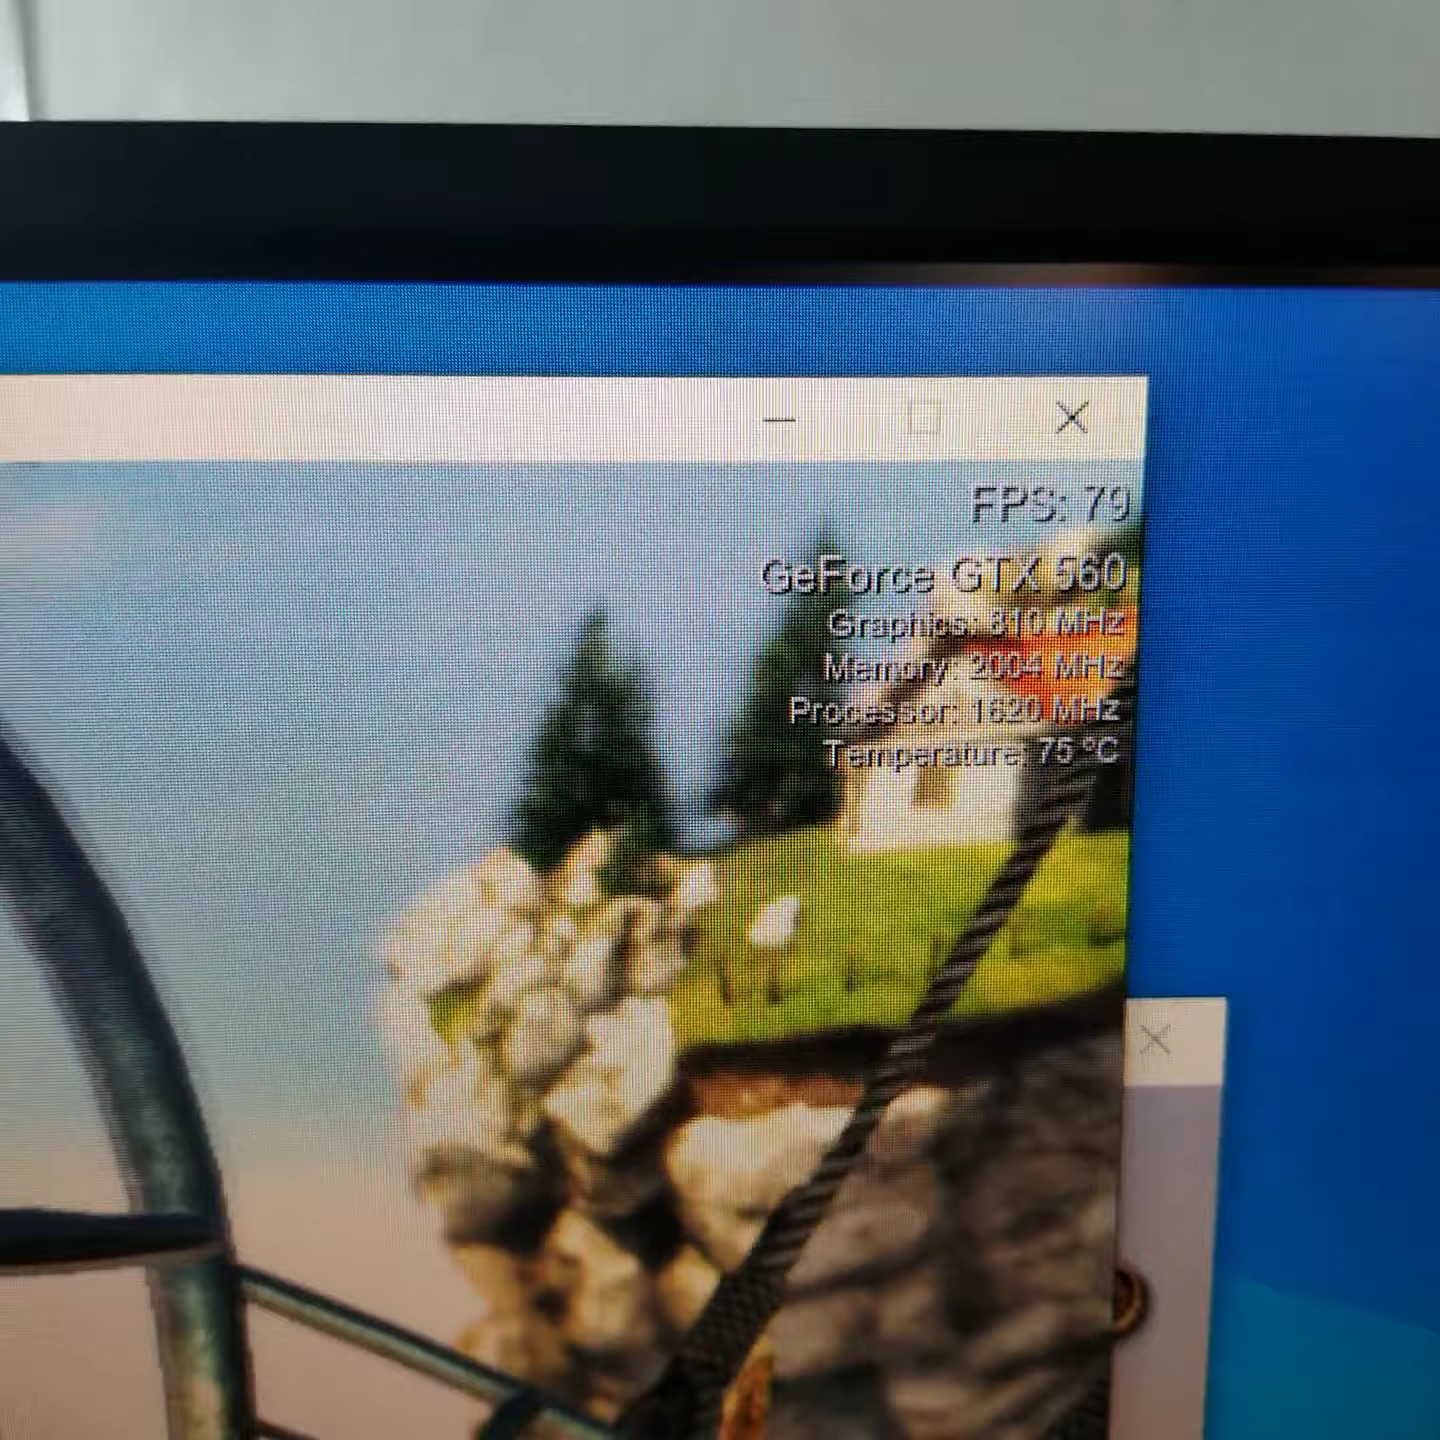 FPS: 79
GeForce GTX 560
Graphics: 810 MHz
Memory: 2004 MHz
Processor: 1620 MHz
Temperature: 75 °C